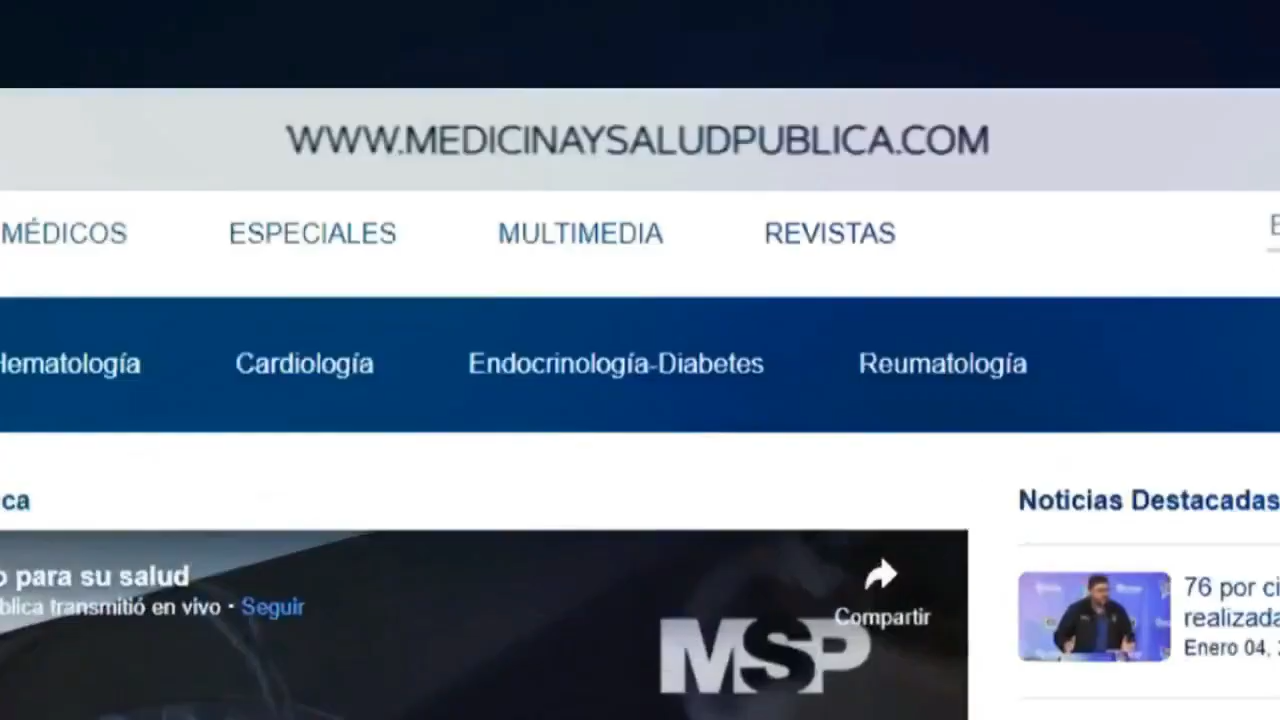 WWW.MEDICINAYSALUDPUBLICA.COM
MÉDICOS ESPECIALES MULTIMEDIA REVISTAS
Hematología Cardiología Endocrinología-Diabetes Reumatología
Noticias Destacadas
para su salud
transmitió en vivo • Seguir
Compartir
MSP
76 por
Enero 04,